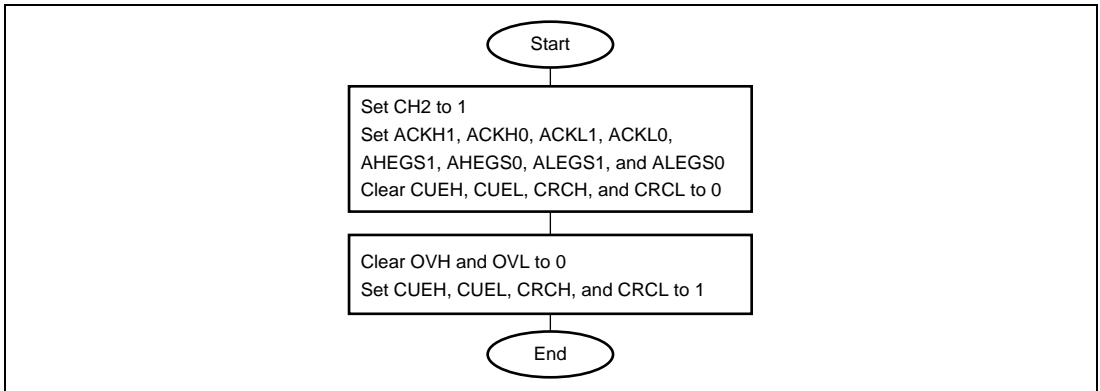 Start
Set CH2 to 1
Set ACKH1, ACKH0, ACKL1, ACKL0,
AHEGS1, AHEGS0, ALEGS1, and ALEGS0
Clear CUEH, CUEL, CRCH, and CRCL to 0
Clear OVH and OVL to 0
Set CUEH, CUEL, CRCH, and CRCL to 1
End